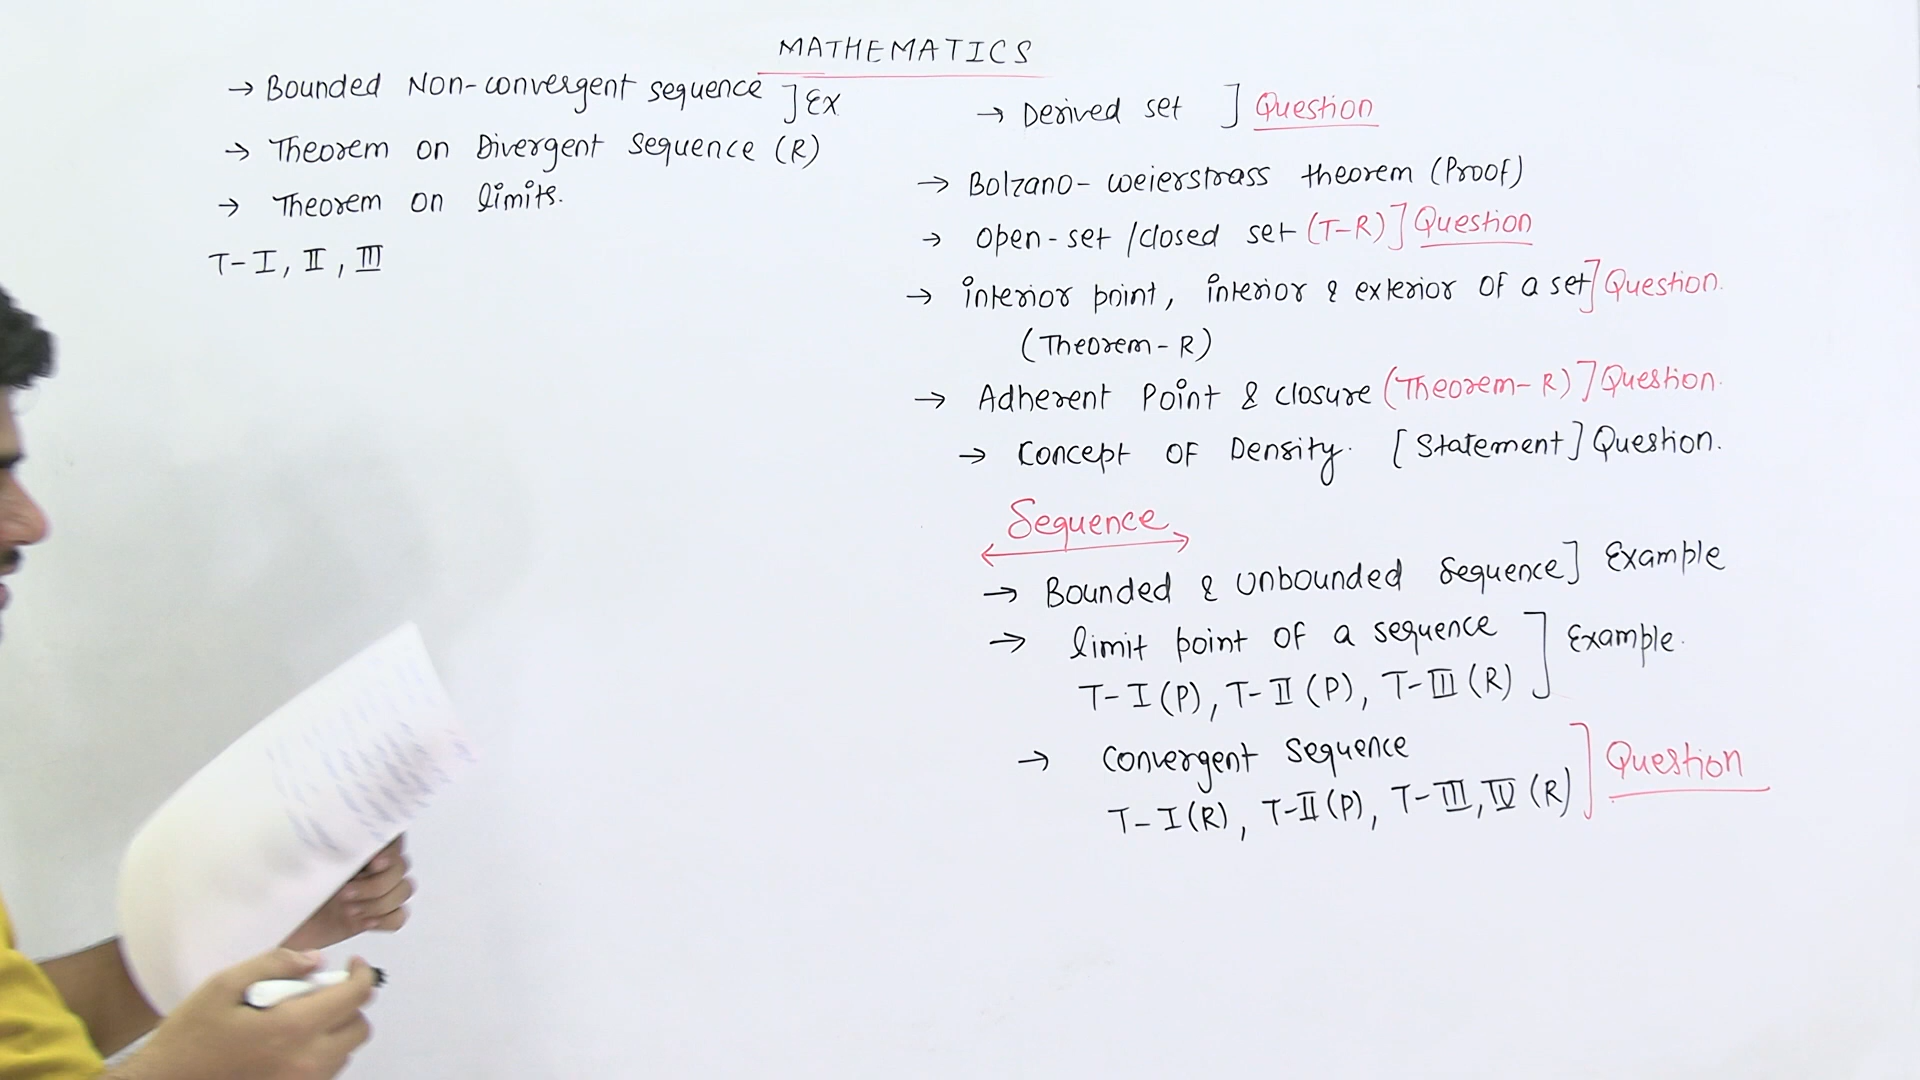 MATHEMATICS
→ Bounded Non-convergent sequence ] Ex
→ Theorem on Divergent sequence (R)
→ Theorem on limits.
T-I, II, III
→ Derived set ] Question
→ Bolzano-weierstrass theorem (Proof)
→ open-set/closed set (T-R) ] Question
→ interior point, interior & exterior of a set ] Question.
(Theorem-R)
→ Adherent Point & closure (Theorem-R) ] Question.
→ Concept of Density. [Statement] Question.
Sequence
→ Bounded & Unbounded Sequence ] Example
→ limit point of a sequence
T-I(P), T-II(P), T-III(R) ] Example.
→ Convergent sequence
T-I(R), T-II(P), T-III, IV(R) ] Question